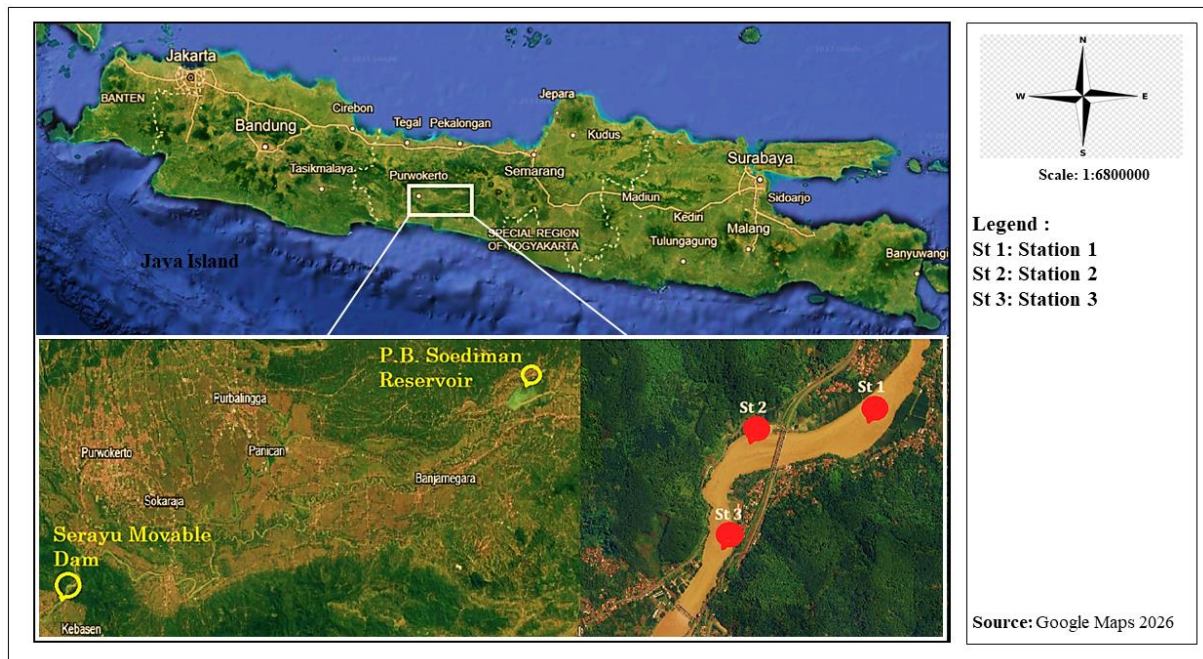 Jakarta
BANTEN
Cirebon
Bandung
Tegal
Pekalongan
Jepara
Kudus
Semarang
Surabaya
Tasikmalaya
Purwokerto
Madiun
Sidoarjo
Kediri
Malang
SPECIAL REGION
OF YOGYAKARTA
Tulungagung
Banyuwangi
Java Island
P.B. Soediman
Reservoir
Purbalingga
Purwokerto
Panican
Banjarnegara
Sokaraja
Serayu Movable
Dam
Kebasen
St 1
St 2
St 3
N
W
E
S
Scale: 1:6800000
Legend :
St 1: Station 1
St 2: Station 2
St 3: Station 3
Source: Google Maps 2026